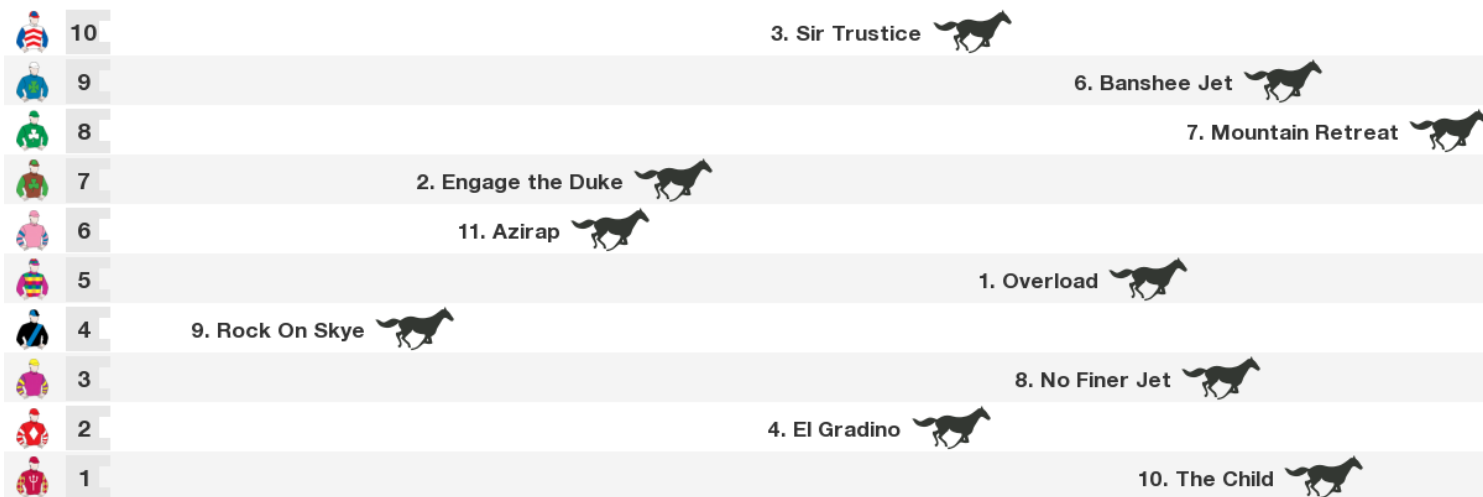 10 3. Sir Trustice
9 6. Banshee Jet
8 7. Mountain Retreat
7 2. Engage the Duke
6 11. Azirap
5 1. Overload
4 9. Rock On Skye
3 8. No Finer Jet
2 4. El Gradino
1 10. The Child